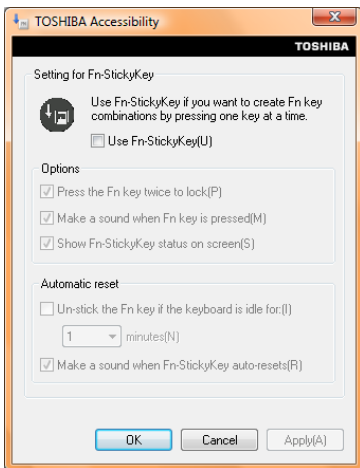 TOSHIBA Accessibility
TOSHIBA
Setting for Fn-StickyKey
Use Fn-StickyKey if you want to create Fn key
combinations by pressing one key at a time.
Use Fn-StickyKey(U)
Options
Press the Fn key twice to lock(P)
Make a sound when Fn key is pressed(M)
Show Fn-StickyKey status on screen(S)
Automatic reset
Un-stick the Fn key if the keyboard is idle for:(I)
1 minutes(N)
Make a sound when Fn-StickyKey auto-resets(R)
OK Cancel Apply(A)